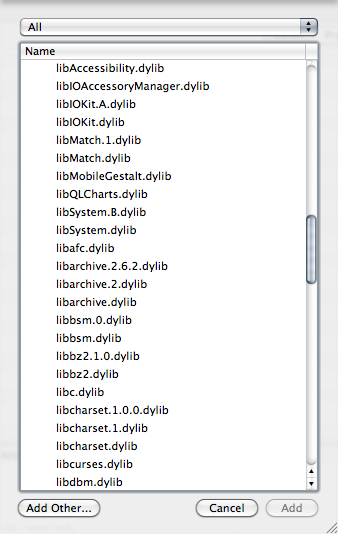 All
Name
libAccessibility.dylib
libIOAccessoryManager.dylib
libIOKit.A.dylib
libIOKit.dylib
libMatch.1.dylib
libMatch.dylib
libMobileGestalt.dylib
libQLCharts.dylib
libSystem.B.dylib
libSystem.dylib
libafc.dylib
libarchive.2.6.2.dylib
libarchive.2.dylib
libarchive.dylib
libbsm.0.dylib
libbsm.dylib
libbz2.1.0.dylib
libbz2.dylib
libc.dylib
libcharset.1.0.0.dylib
libcharset.1.dylib
libcharset.dylib
libcurses.dylib
libdbm.dylib
Add Other... Cancel Add